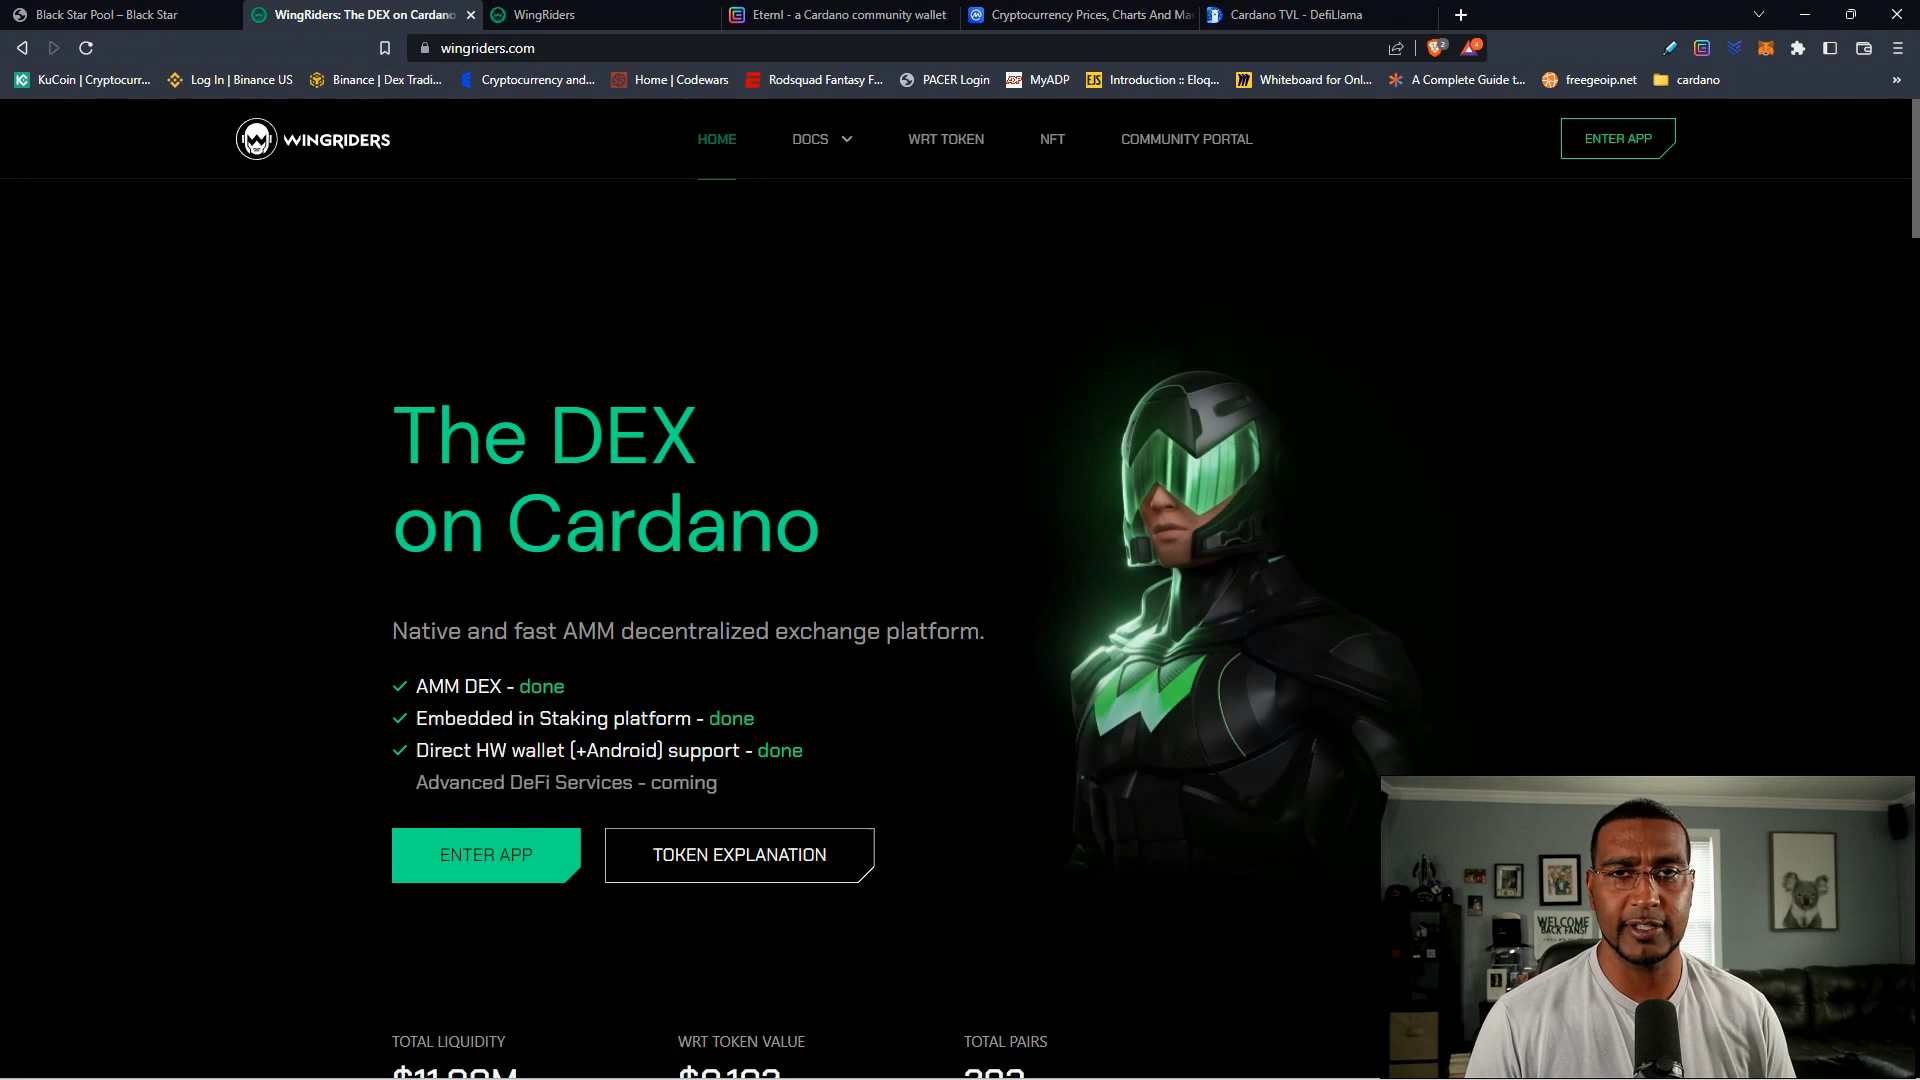 Black Star Pool – Black Star
WingRiders: The DEX on Cardano
WingRiders
Eternl - a Cardano community wallet
Cryptocurrency Prices, Charts And Mar
Cardano TVL - DefiLlama
wingriders.com
2
4
KuCoin | Cryptocurr...
Log In | Binance US
Binance | Dex Tradi...
Cryptocurrency and...
Home | Codewars
Rodsquad Fantasy F...
PACER Login
MyADP
Introduction :: Eloq...
Whiteboard for Onl...
A Complete Guide t...
freegeoip.net
cardano
WINGRIDERS
HOME
DOCS
WRT TOKEN
NFT
COMMUNITY PORTAL
ENTER APP
The DEX
on Cardano
Native and fast AMM decentralized exchange platform.
AMM DEX - done
Embedded in Staking platform - done
Direct HW wallet (+Android) support - done
Advanced DeFi Services - coming
ENTER APP
TOKEN EXPLANATION
WELCOME
BACK FANS!
TOTAL LIQUIDITY
WRT TOKEN VALUE
TOTAL PAIRS